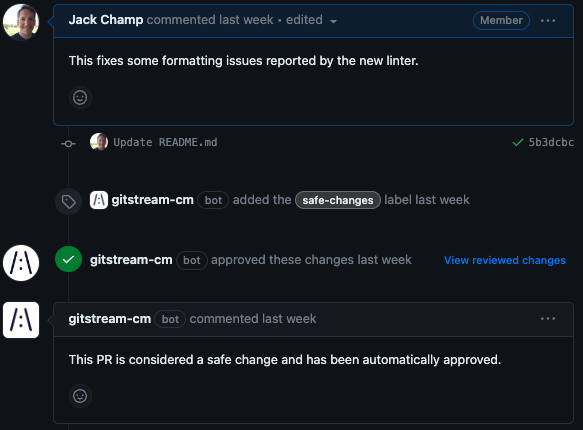 Jack Champ commented last week • edited
Member
This fixes some formatting issues reported by the new linter.
Update README.md
5b3dcbc
gitstream-cm bot added the safe-changes label last week
gitstream-cm bot approved these changes last week
View reviewed changes
gitstream-cm bot commented last week
This PR is considered a safe change and has been automatically approved.